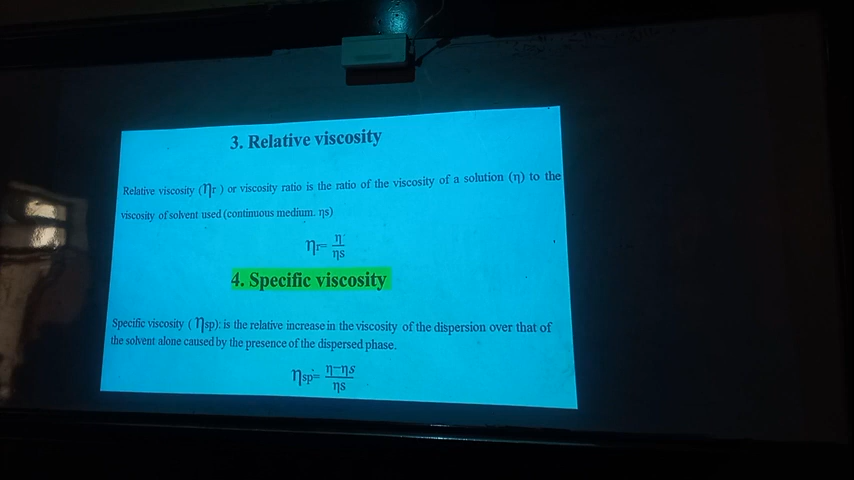 3. Relative viscosity
Relative viscosity (ηr ) or viscosity ratio is the ratio of the viscosity of a solution (η) to the
viscosity of solvent used (continuous medium. ηs)
ηr= η/ηs
4. Specific viscosity
Specific viscosity ( ηsp): is the relative increase in the viscosity of the dispersion over that of
the solvent alone caused by the presence of the dispersed phase.
ηsp= η−ηs/ηs